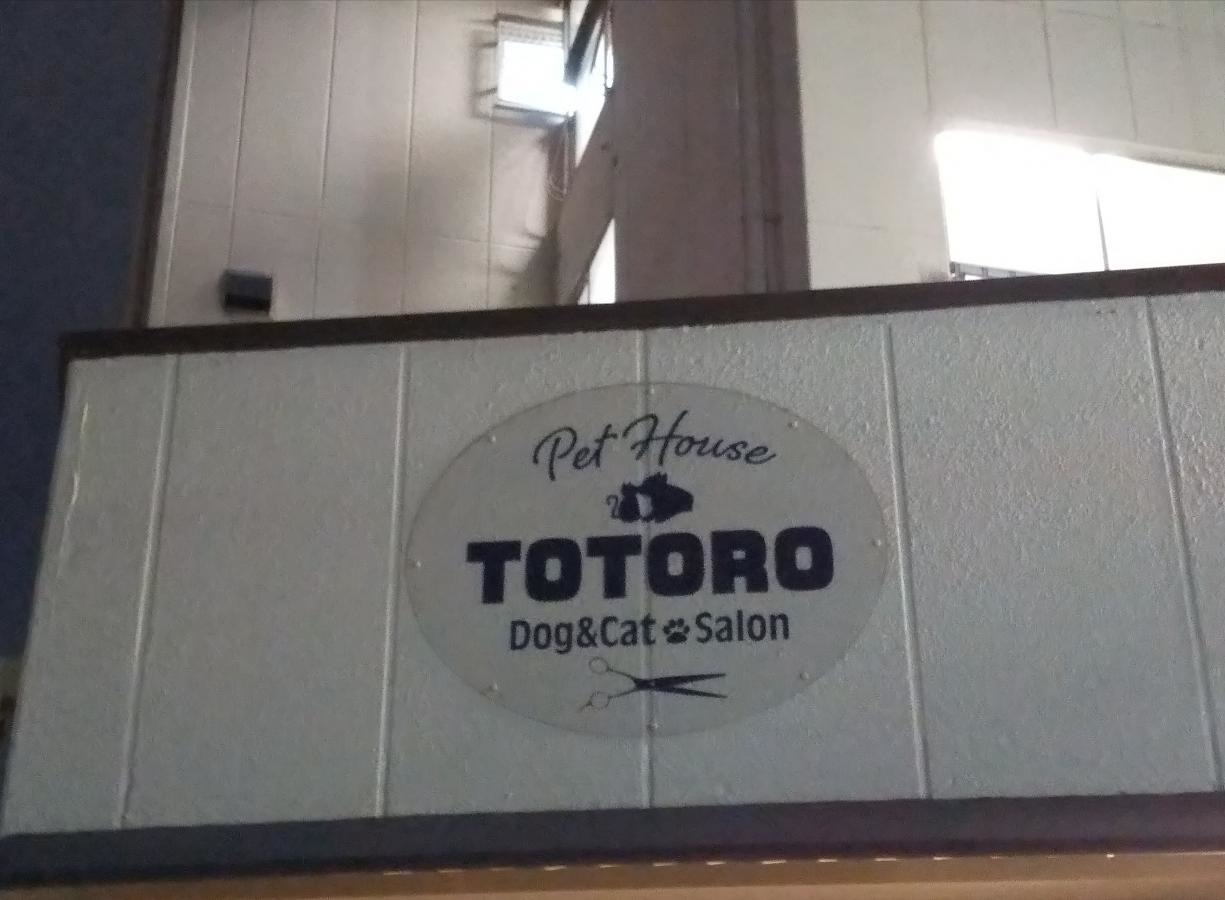 Pet House
TOTORO
Dog&Cat Salon